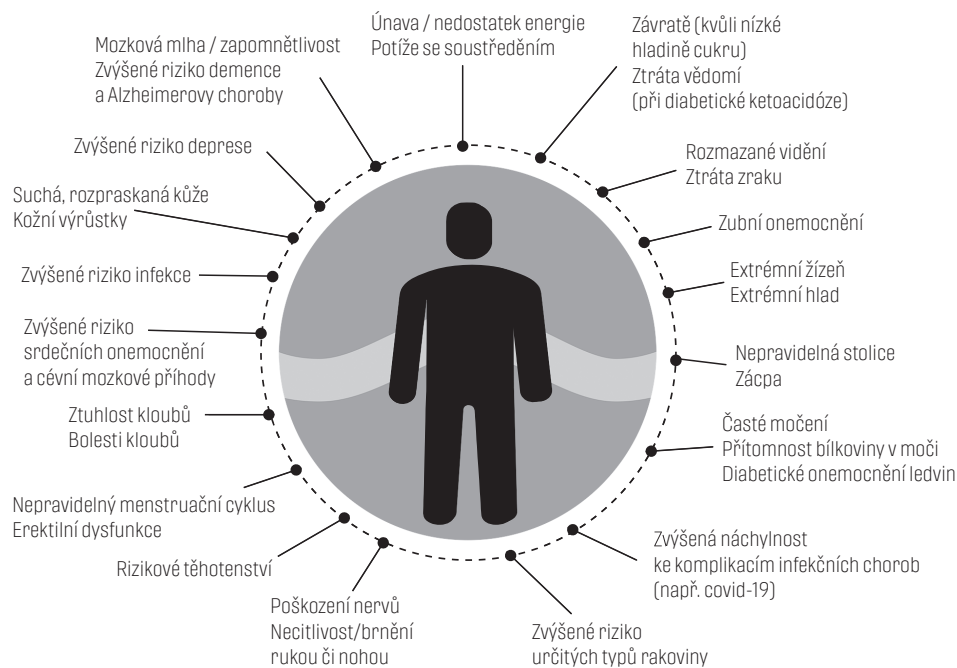 Únava / nedostatek energie
Potíže se soustředěním
Závratě (kvůli nízké
hladině cukru)
Ztráta vědomí
(při diabetické ketoacidóze)
Rozmazané vidění
Ztráta zraku
Zubní onemocnění
Extrémní žízeň
Extrémní hlad
Nepravidelná stolice
Zácpa
Časté močení
Přítomnost bílkoviny v moči
Diabetické onemocnění ledvin
Zvýšená náchylnost
ke komplikacím infekčních chorob
(např. covid-19)
Zvýšené riziko
určitých typů rakoviny
Poškození nervů
Necitlivost/brnění
rukou či nohou
Rizikové těhotenství
Nepravidelný menstruační cyklus
Erektilní dysfunkce
Ztuhlost kloubů
Bolesti kloubů
Zvýšené riziko
srdečních onemocnění
a cévní mozkové příhody
Zvýšené riziko infekce
Suchá, rozpraskaná kůže
Kožní výrůstky
Zvýšené riziko deprese
Mozková mlha / zapomnětlivost
Zvýšené riziko demence
a Alzheimerovy choroby